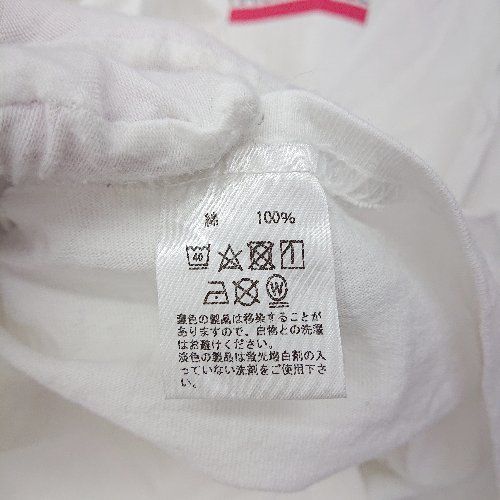 綿 100%
40
W
濃色の製品は移染することが
ありますので、白物との洗濯
はお避けください。
淡色の製品は蛍光増白剤の入
っていない洗剤をご使用下さ
い。